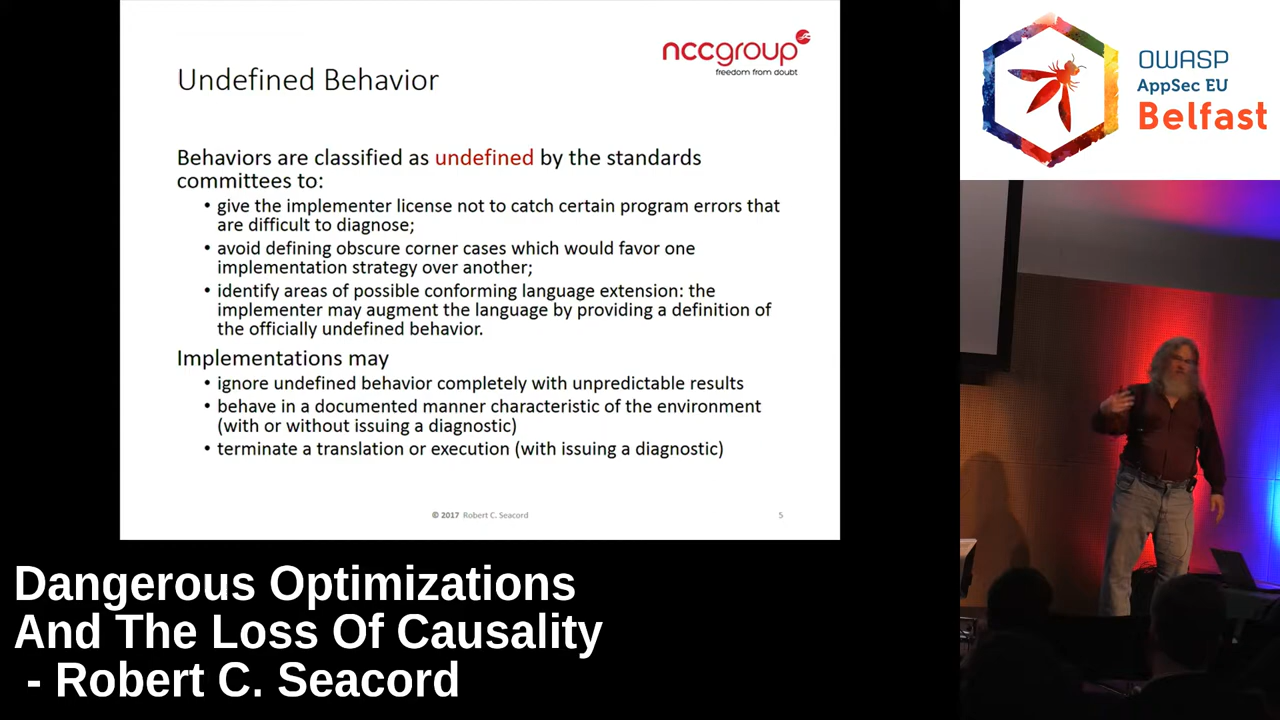 nccgroup
freedom from doubt
Undefined Behavior
Behaviors are classified as undefined by the standards
committees to:
• give the implementer license not to catch certain program errors that
are difficult to diagnose;
• avoid defining obscure corner cases which would favor one
implementation strategy over another;
• identify areas of possible conforming language extension: the
implementer may augment the language by providing a definition of
the officially undefined behavior.
Implementations may
• ignore undefined behavior completely with unpredictable results
• behave in a documented manner characteristic of the environment
(with or without issuing a diagnostic)
• terminate a translation or execution (with issuing a diagnostic)
© 2017 Robert C. Seacord
5
OWASP
AppSec EU
Belfast
Dangerous Optimizations
And The Loss Of Causality
- Robert C. Seacord